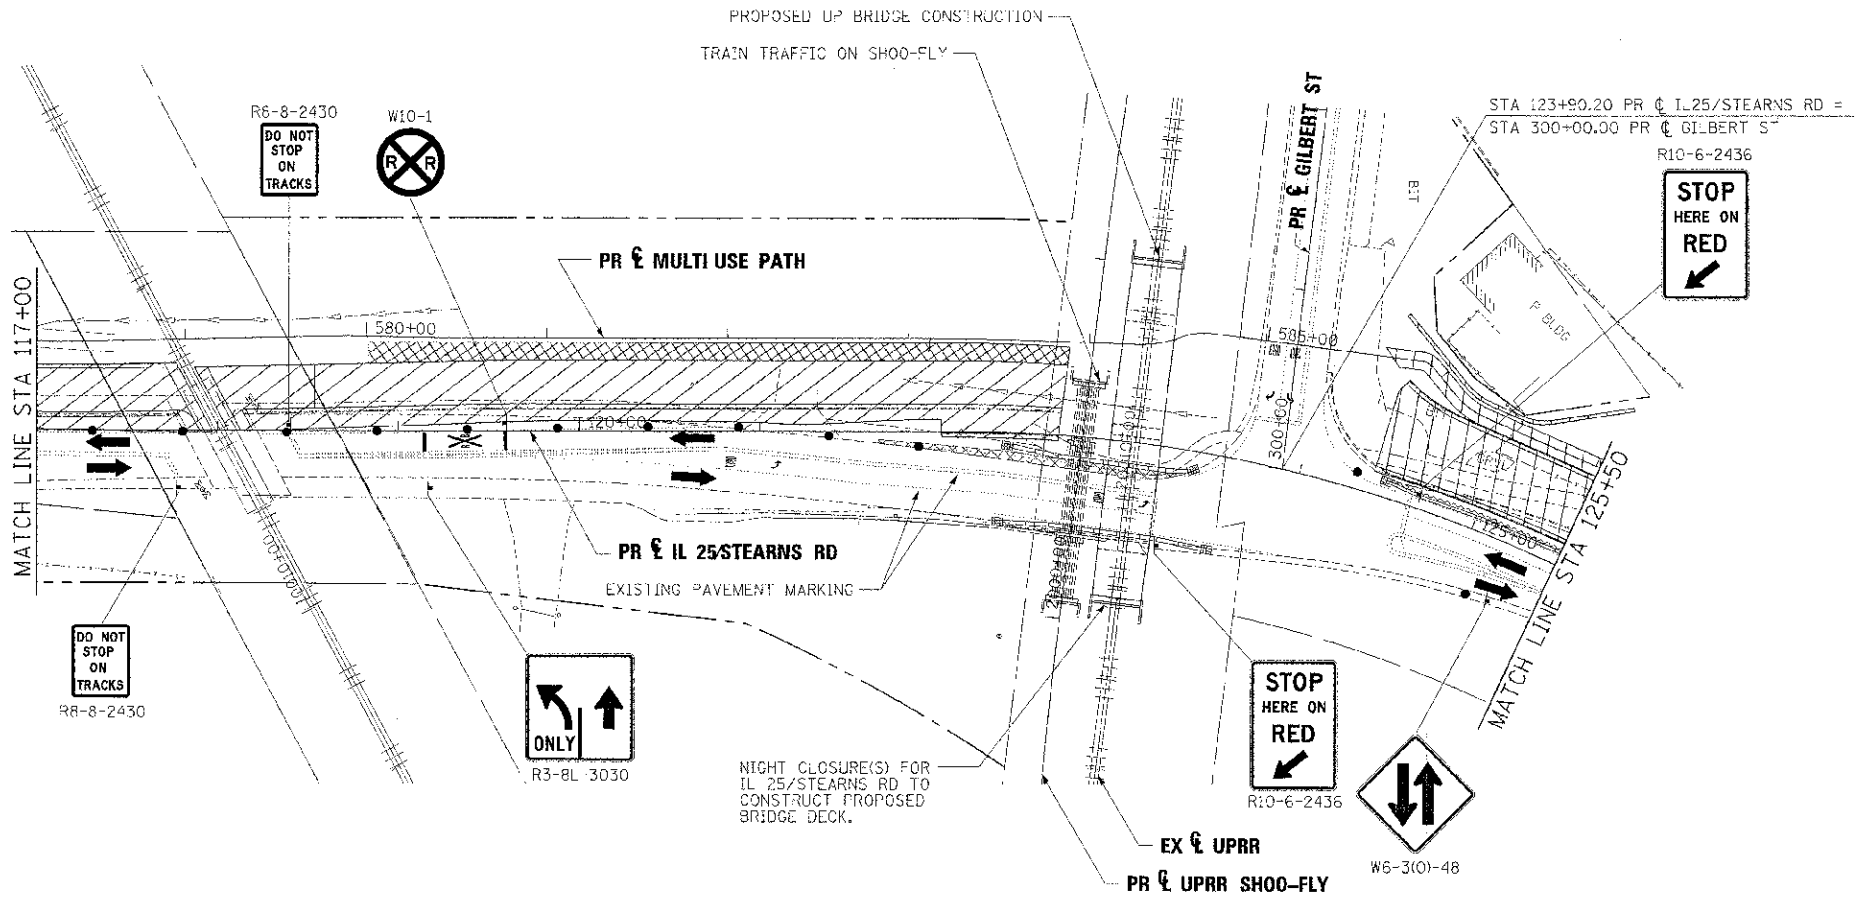 PROPOSED UP BRIDGE CONSTRUCTION
TRAIN TRAFFIC ON SHOO-FLY
PR ℄ GILBERT ST
STA 123+90.20 PR ℄ IL25/STEARNS RD =
STA 300+00.00 PR ℄ GILBERT ST
R10-6-2436
STOP
HERE ON
RED
R6-8-2430
DO NOT
STOP
ON
TRACKS
W10-1
R R
BIT
F BLDG
PR ℄ MULTI USE PATH
MATCH LINE STA 117+00
580+00
585+00
120+00
300+00
125+00
MATCH LINE STA 125+50
PR ℄ IL 25/STEARNS RD
EXISTING PAVEMENT MARKING
DO NOT
STOP
ON
TRACKS
R8-8-2430
ONLY
R3-8L 3030
NIGHT CLOSURE(S) FOR
IL 25/STEARNS RD TO
CONSTRUCT PROPOSED
BRIDGE DECK.
STOP
HERE ON
RED
R10-6-2436
W6-3(O)-48
EX ℄ UPRR
PR ℄ UPRR SHOO-FLY